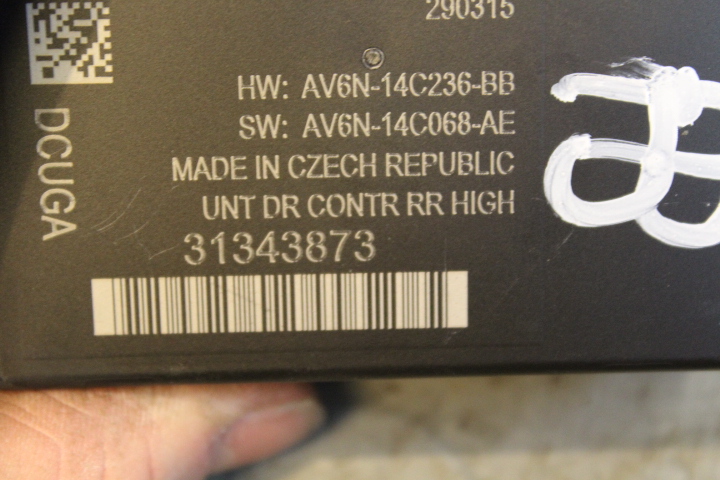 290315
HW: AV6N-14C236-BB
SW: AV6N-14C068-AE
MADE IN CZECH REPUBLIC
UNT DR CONTR RR HIGH
31343873
DCUGA